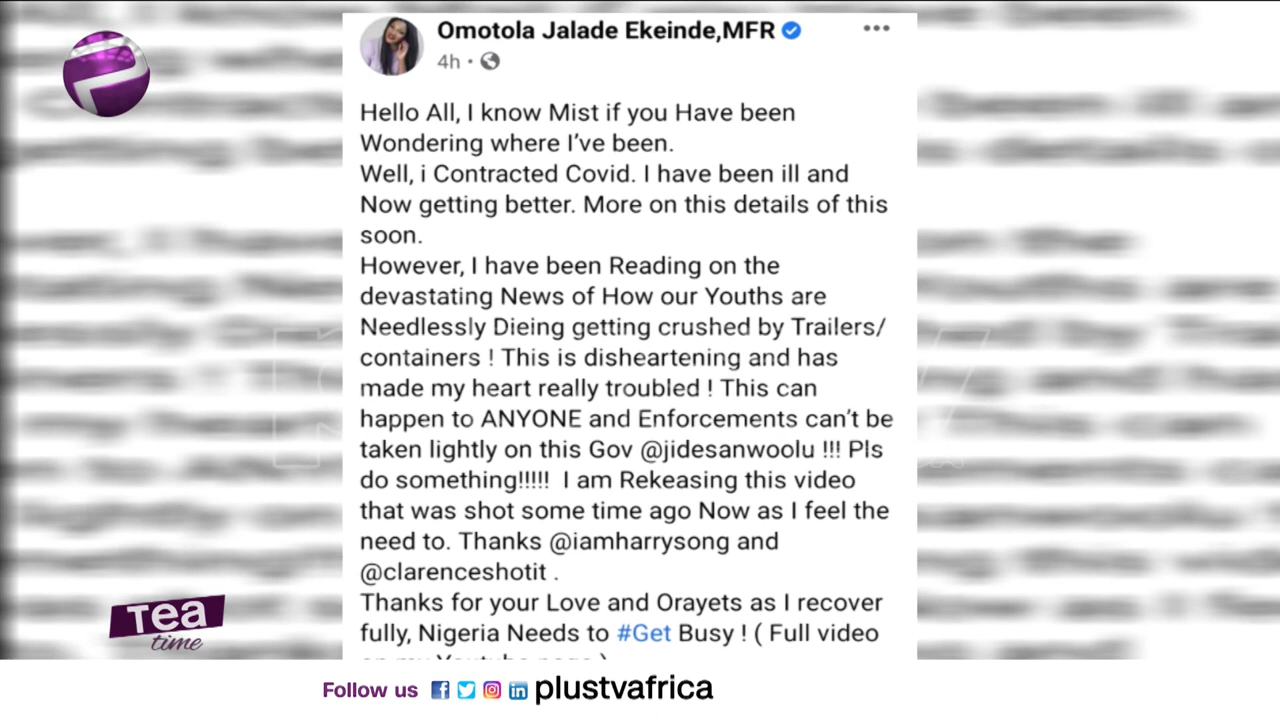 Omotola Jalade Ekeinde,MFR
4h
Hello All, I know Mist if you Have been
Wondering where I've been.
Well, i Contracted Covid. I have been ill and
Now getting better. More on this details of this
soon.
However, I have been Reading on the
devastating News of How our Youths are
Needlessly Dieing getting crushed by Trailers/
containers ! This is disheartening and has
made my heart really troubled ! This can
happen to ANYONE and Enforcements can't be
taken lightly on this Gov @jidesanwoolu !!! Pls
do something!!!!!  I am Rekeasing this video
that was shot some time ago Now as I feel the
need to. Thanks @iamharrysong and
@clarenceshotit .
Thanks for your Love and Orayets as I recover
fully, Nigeria Needs to #Get Busy ! ( Full video
Tea
time
Follow us plustvafrica